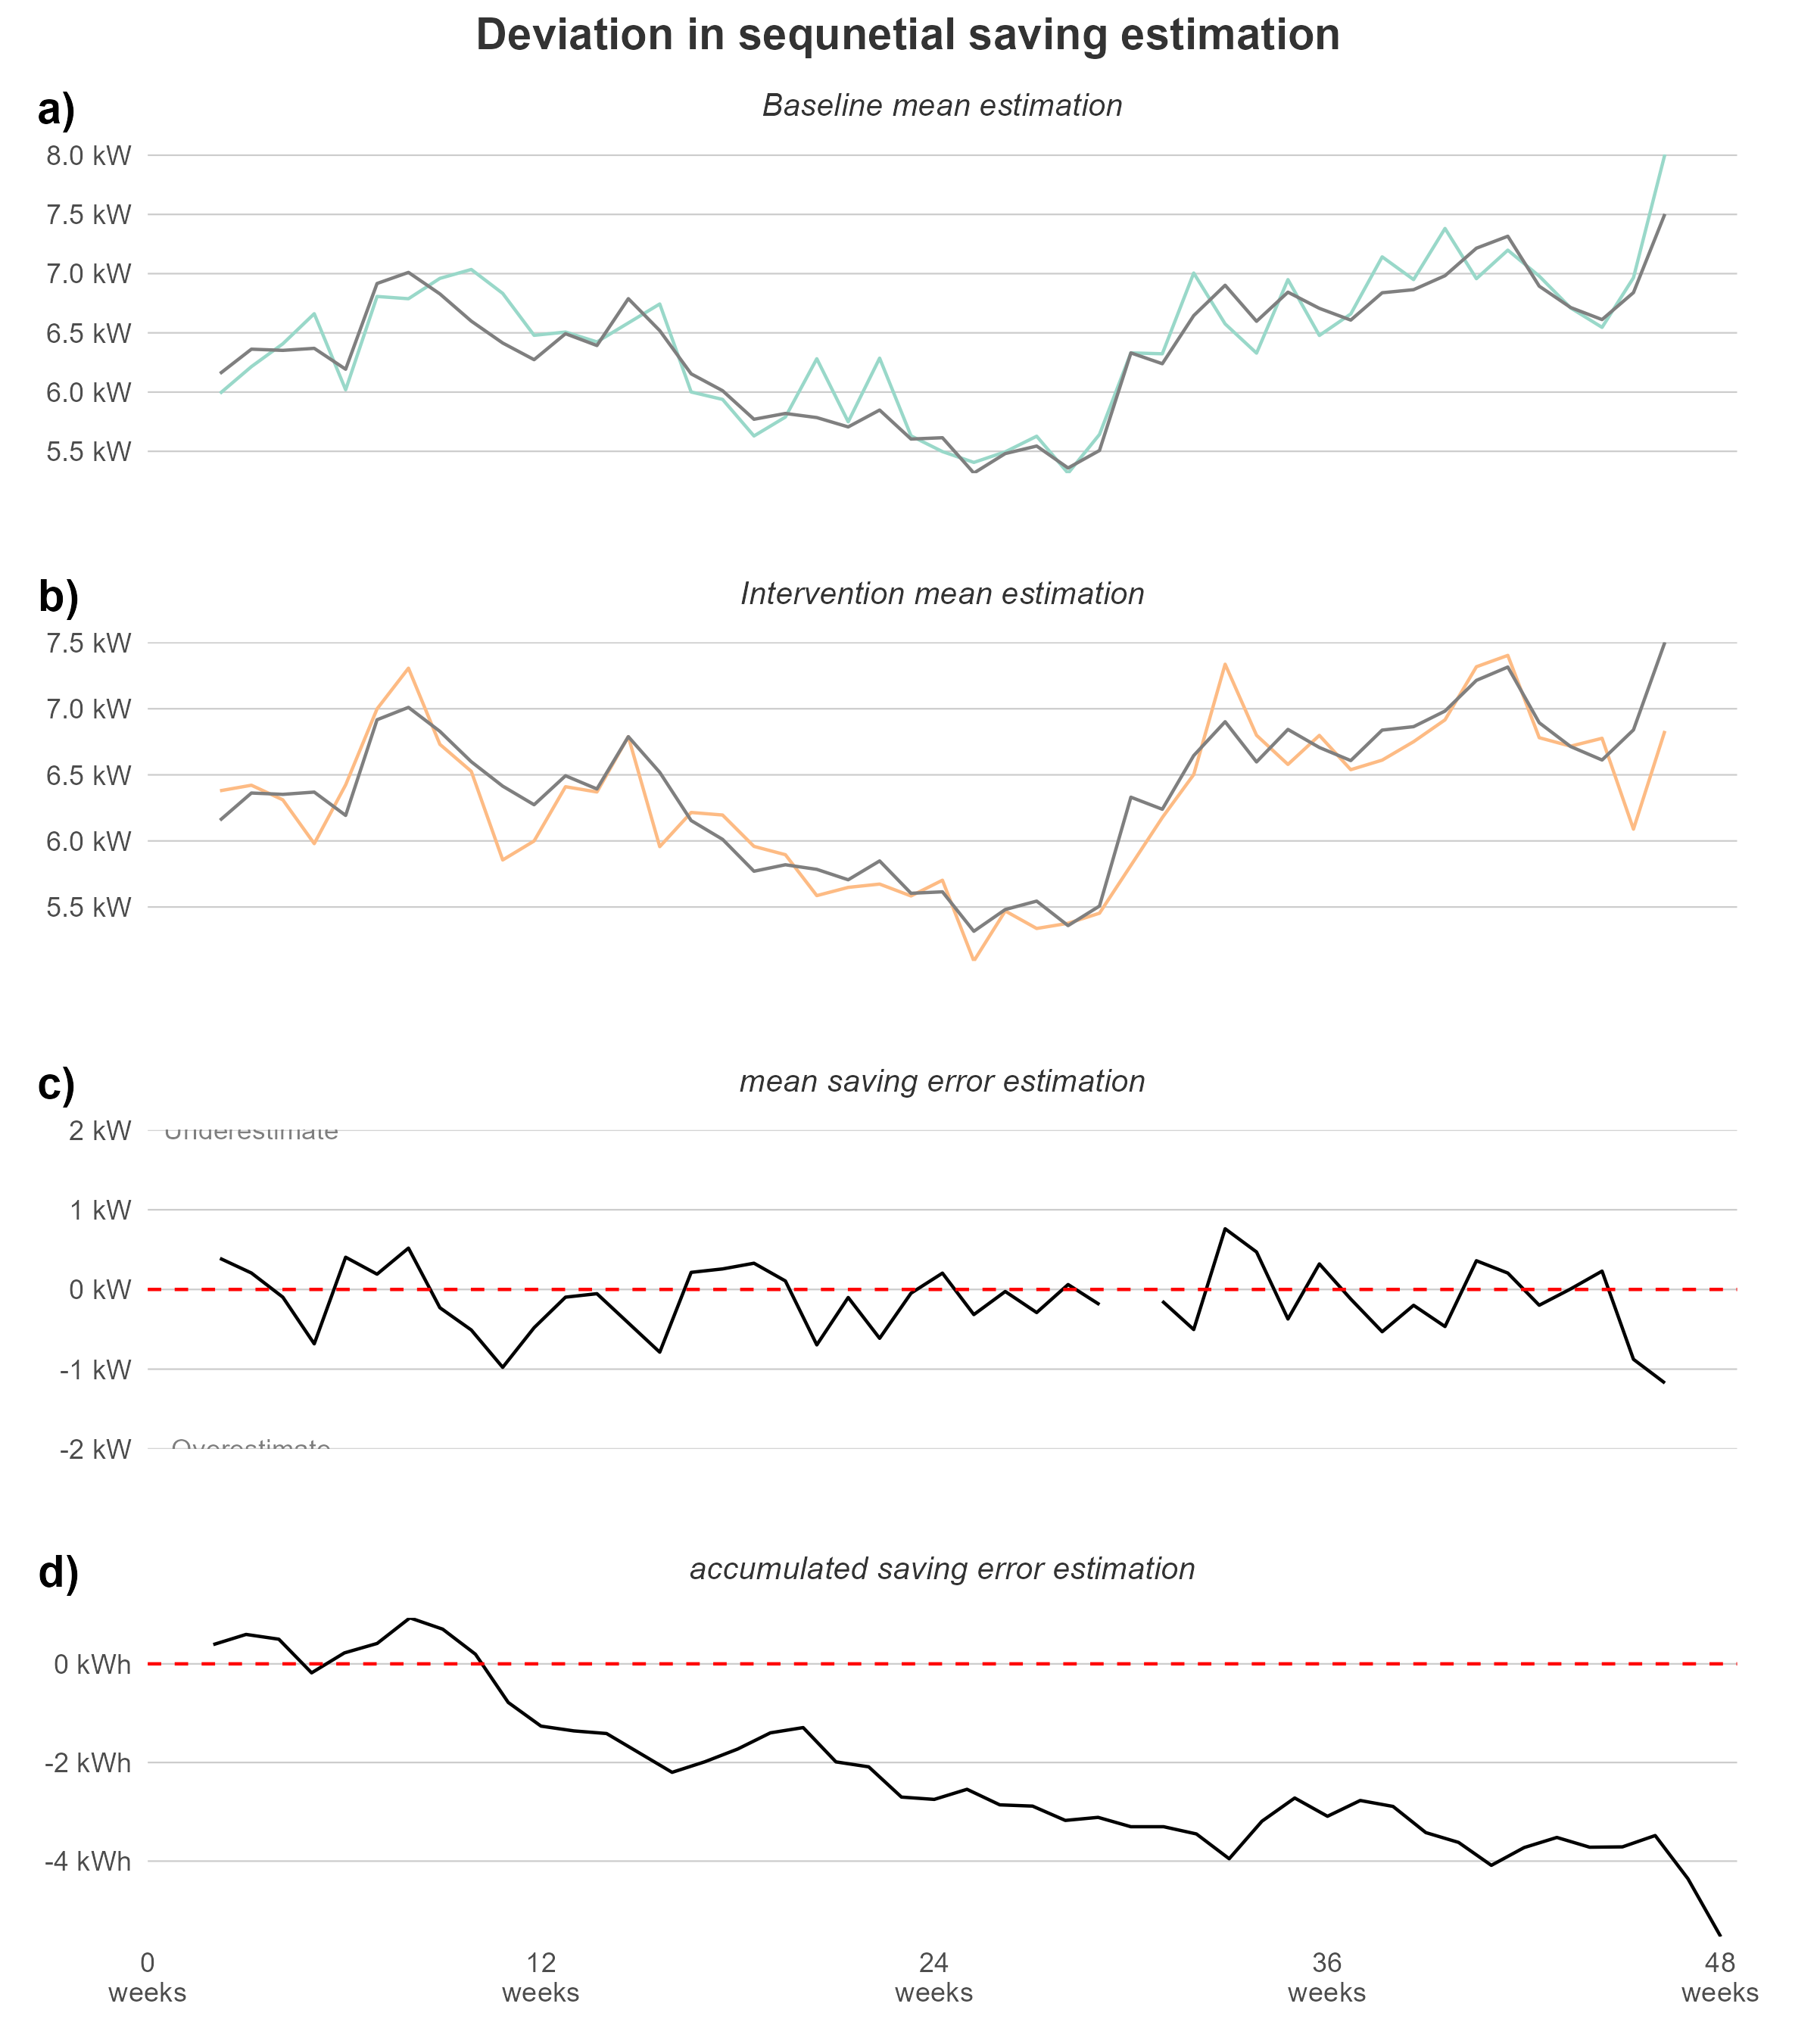 Deviation in sequnetial saving estimation
a)
Baseline mean estimation
8.0 kW
7.5 kW
7.0 kW
6.5 kW
6.0 kW
5.5 kW
b)
Intervention mean estimation
7.5 kW
7.0 kW
6.5 kW
6.0 kW
5.5 kW
c)
mean saving error estimation
2 kW
Underestimate
1 kW
0 kW
-1 kW
-2 kW
Overestimate
d)
accumulated saving error estimation
0 kWh
-2 kWh
-4 kWh
0 12 24 36 48
weeks weeks weeks weeks weeks